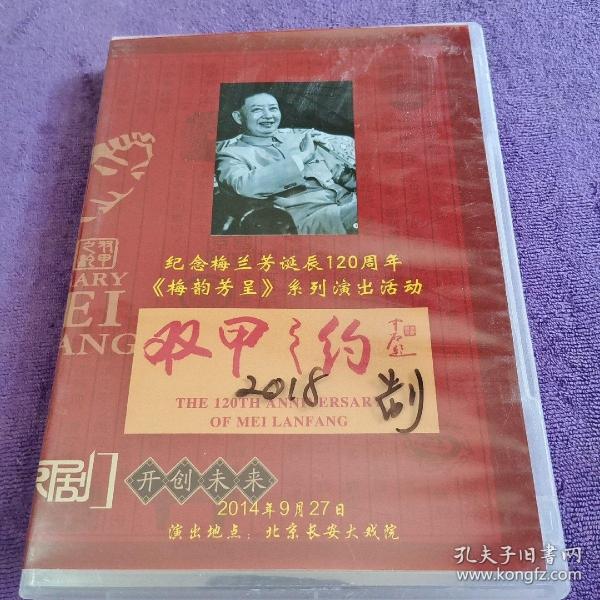 纪念梅兰芳诞辰120周年
《梅韵芳呈》系列演出活动
ARY
EI
ANG
双甲之约
2018
THE 120TH ANNIVERSAR
OF MEI LANFANG
剧
开创未来
2014年9月27日
演出地点：北京长安大戏院
孔夫子旧书网
www.kongfz.com